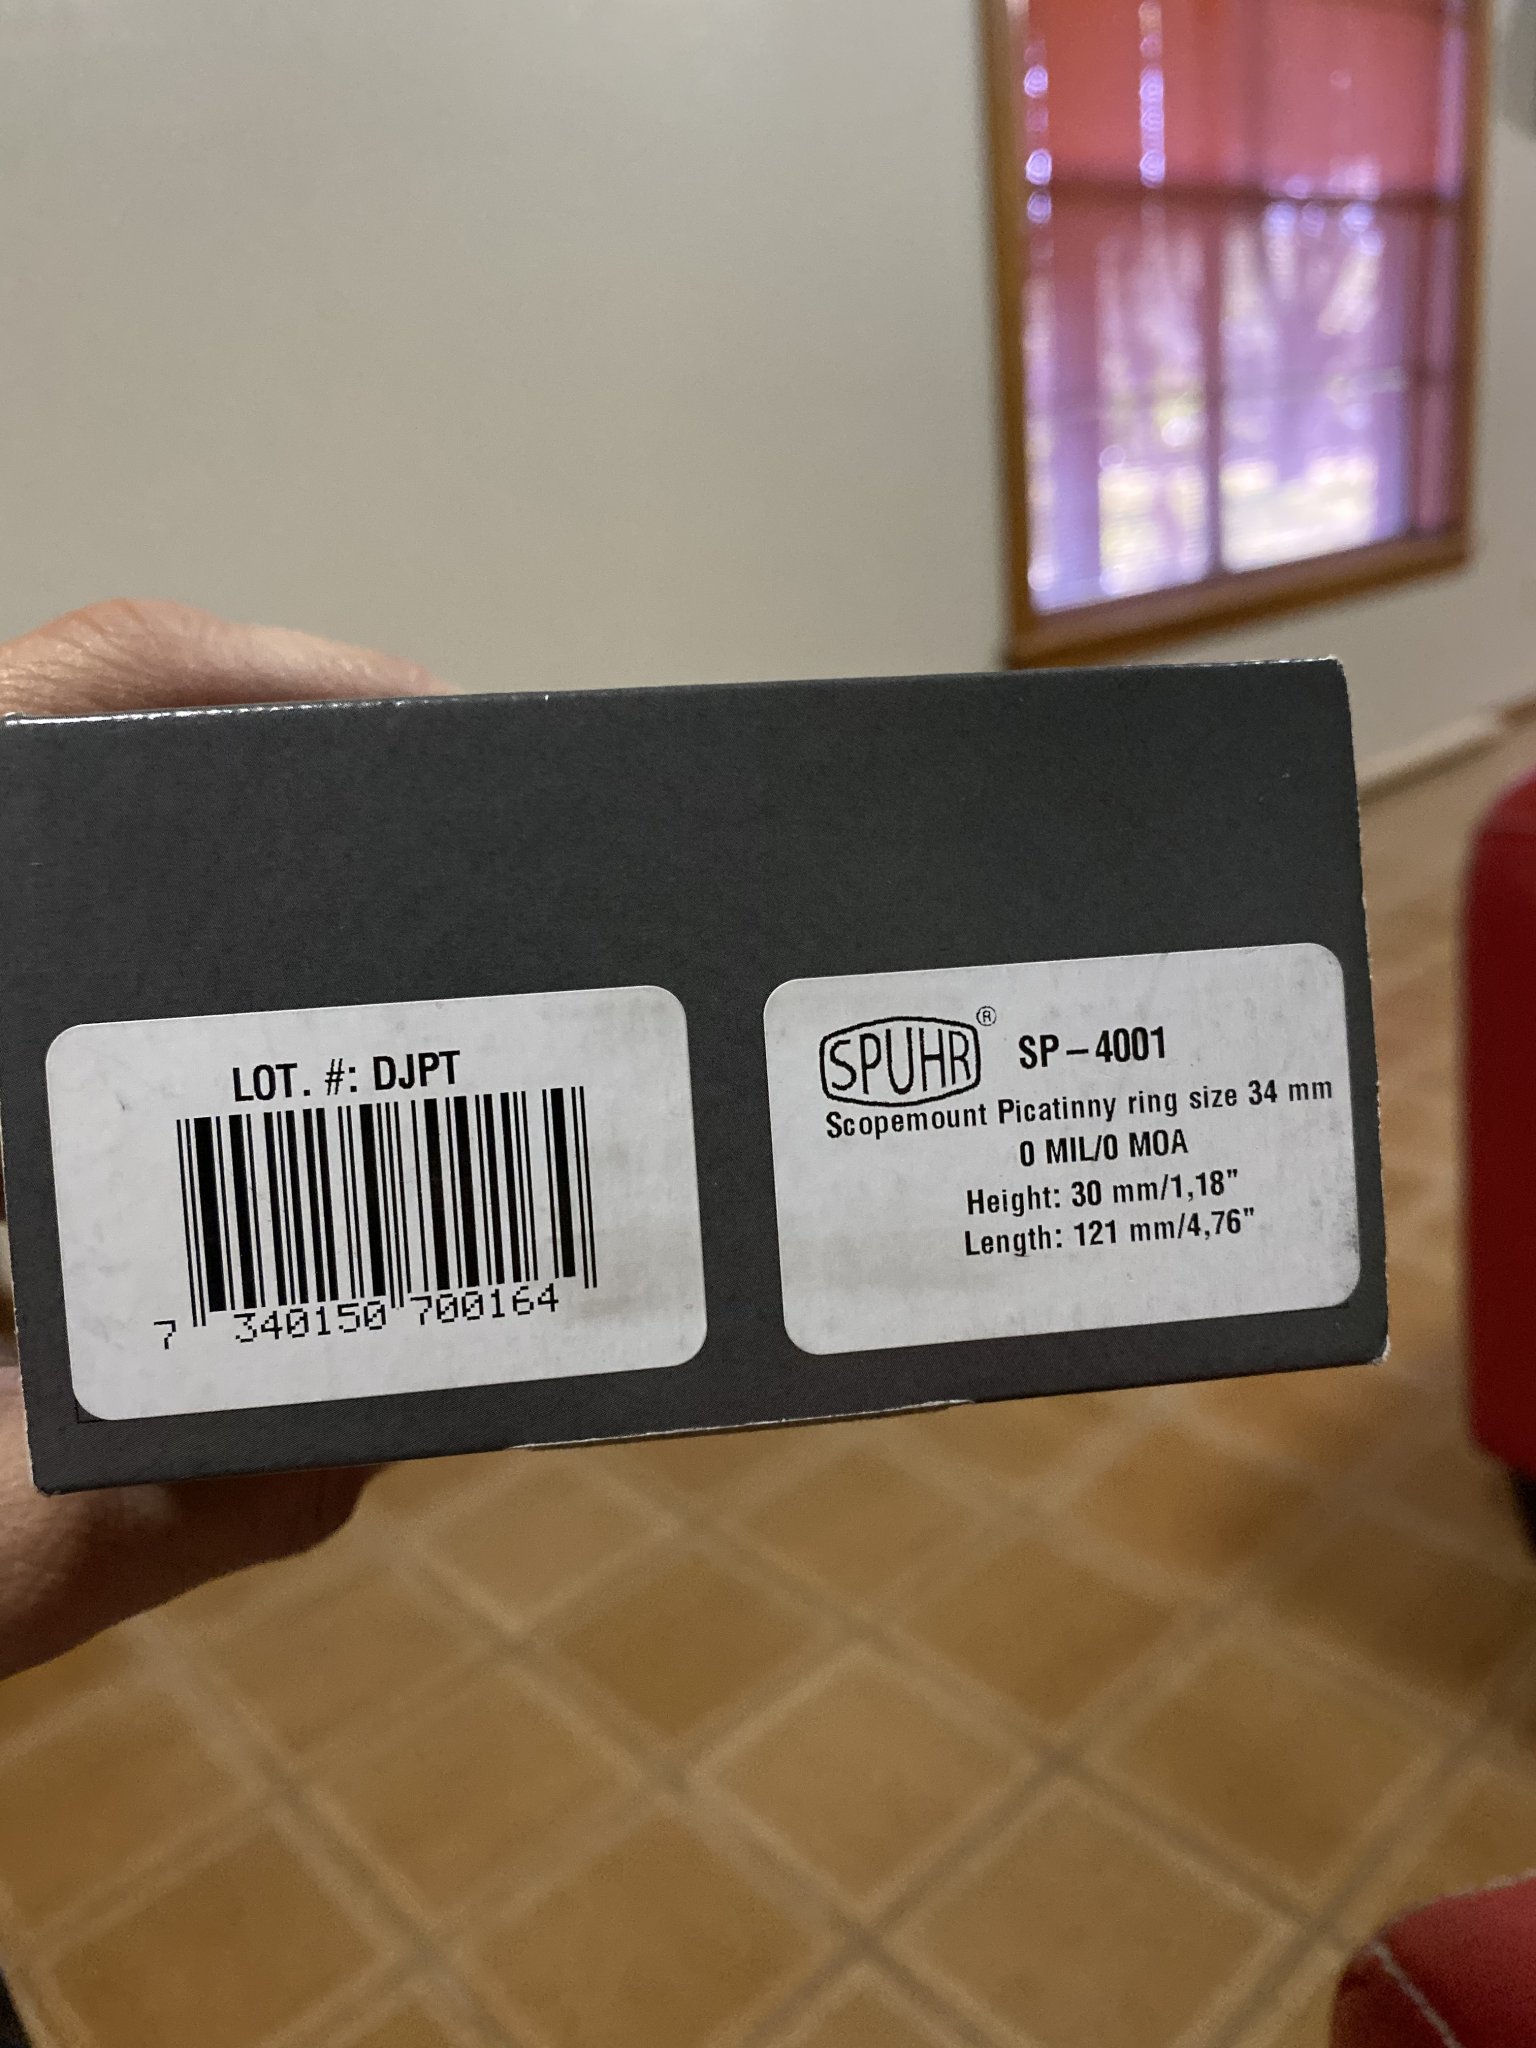 LOT. #: DJPT
7 340150 700164
SPUHR® SP-4001
Scopemount Picatinny ring size 34 mm
0 MIL/0 MOA
Height: 30 mm/1,18"
Length: 121 mm/4,76"